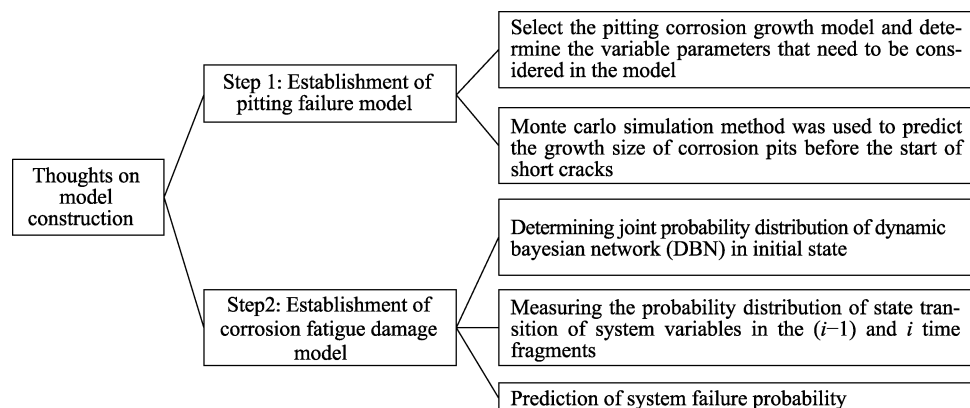 Thoughts on
model
construction
Step 1: Establishment of
pitting failure model
Select the pitting corrosion growth model and dete-
rmine the variable parameters that need to be cons-
idered in the model
Monte carlo simulation method was used to predict
the growth size of corrosion pits before the start of
short cracks
Step2: Establishment of
corrosion fatigue damage
model
Determining joint probability distribution of dynamic
bayesian network (DBN) in initial state
Measuring the probability distribution of state tran-
sition of system variables in the (i−1) and i time
fragments
Prediction of system failure probability